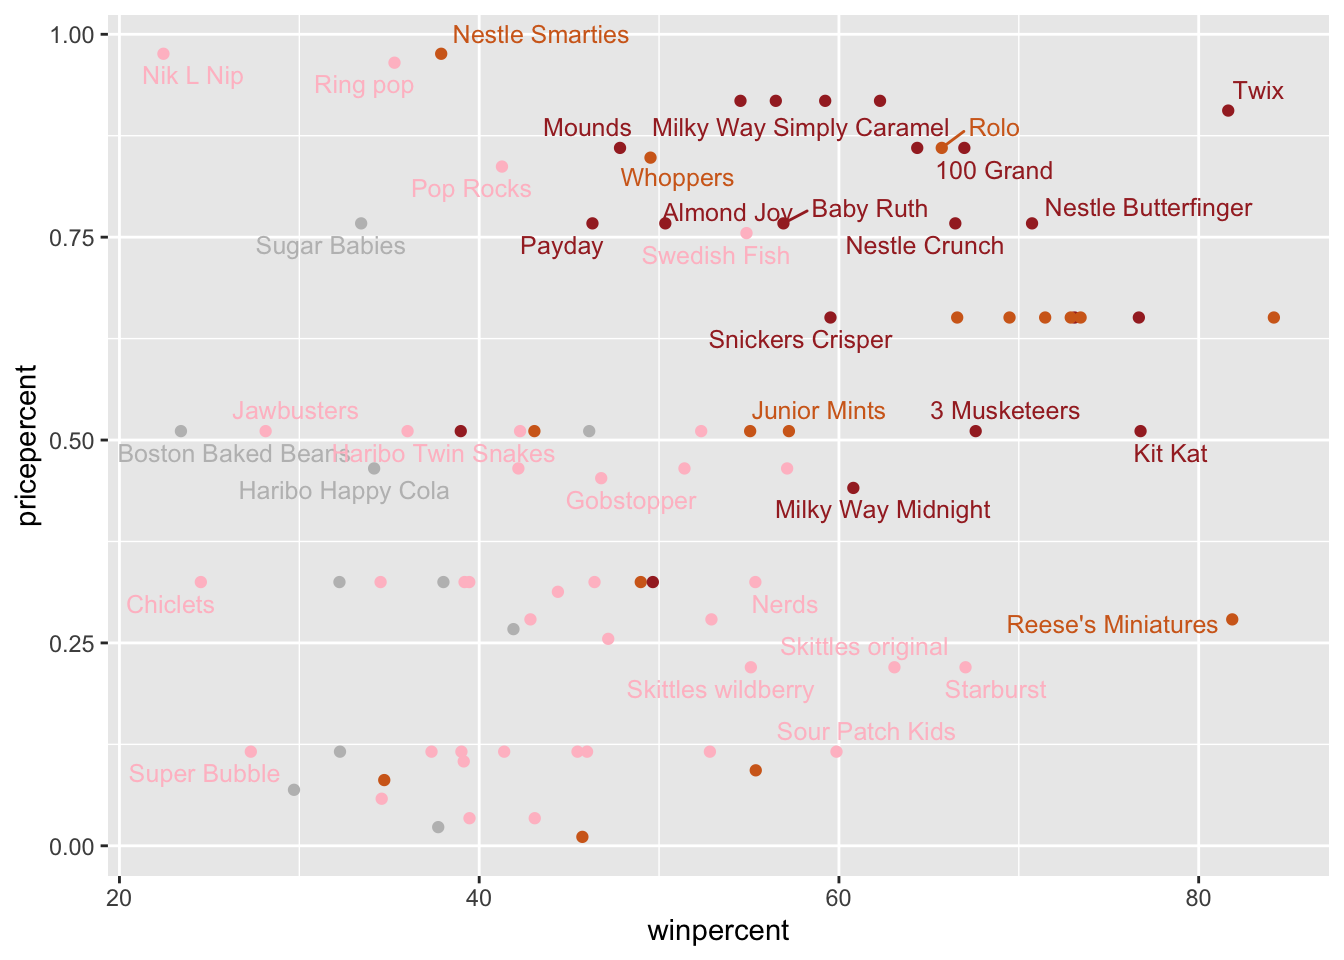 1.00
Nestle Smarties
Nik L Nip
Ring pop
Twix
Mounds
Milky Way Simply Caramel
Rolo
100 Grand
Whoppers
Pop Rocks
Almond Joy
Baby Ruth
Nestle Butterfinger
0.75
Sugar Babies
Payday
Swedish Fish
Nestle Crunch
Snickers Crisper
pricepercent
Jawbusters
Junior Mints
3 Musketeers
0.50
Boston Baked Beans
Haribo Twin Snakes
Kit Kat
Haribo Happy Cola
Gobstopper
Milky Way Midnight
Chiclets
Nerds
Reese's Miniatures
0.25
Skittles original
Skittles wildberry
Starburst
Sour Patch Kids
Super Bubble
0.00
20
40
60
80
winpercent